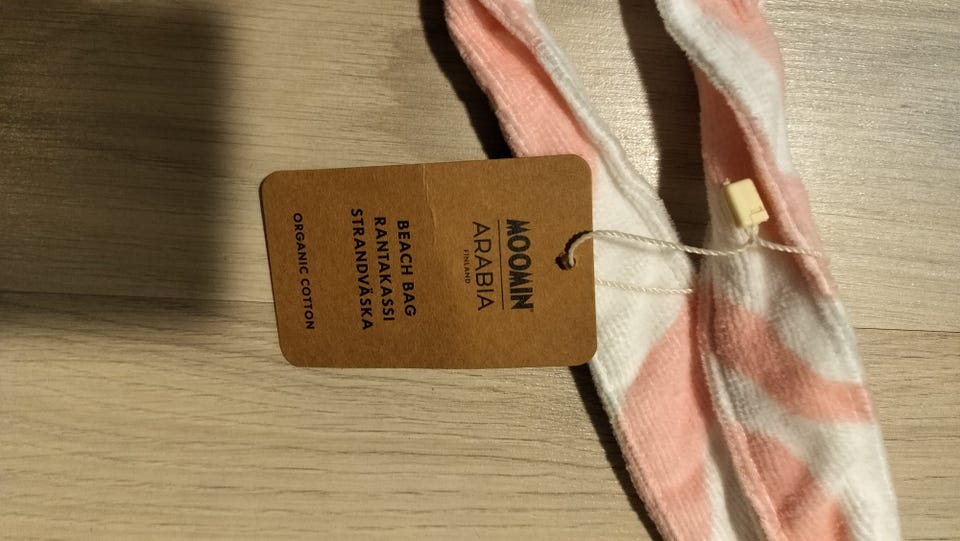 MOOMIN
ARABIA
FINLAND
BEACH BAG
RANTAKASSI
STRANDVÄSKA
ORGANIC COTTON